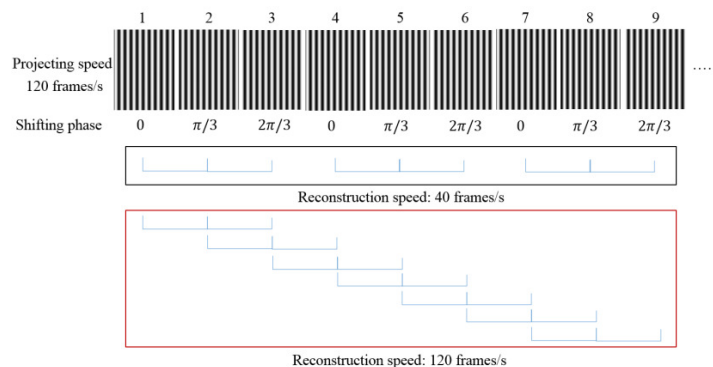 1 2 3 4 5 6 7 8 9
Projecting speed
120 frames/s
....
Shifting phase 0 π/3 2π/3 0 π/3 2π/3 0 π/3 2π/3
Reconstruction speed: 40 frames/s
Reconstruction speed: 120 frames/s